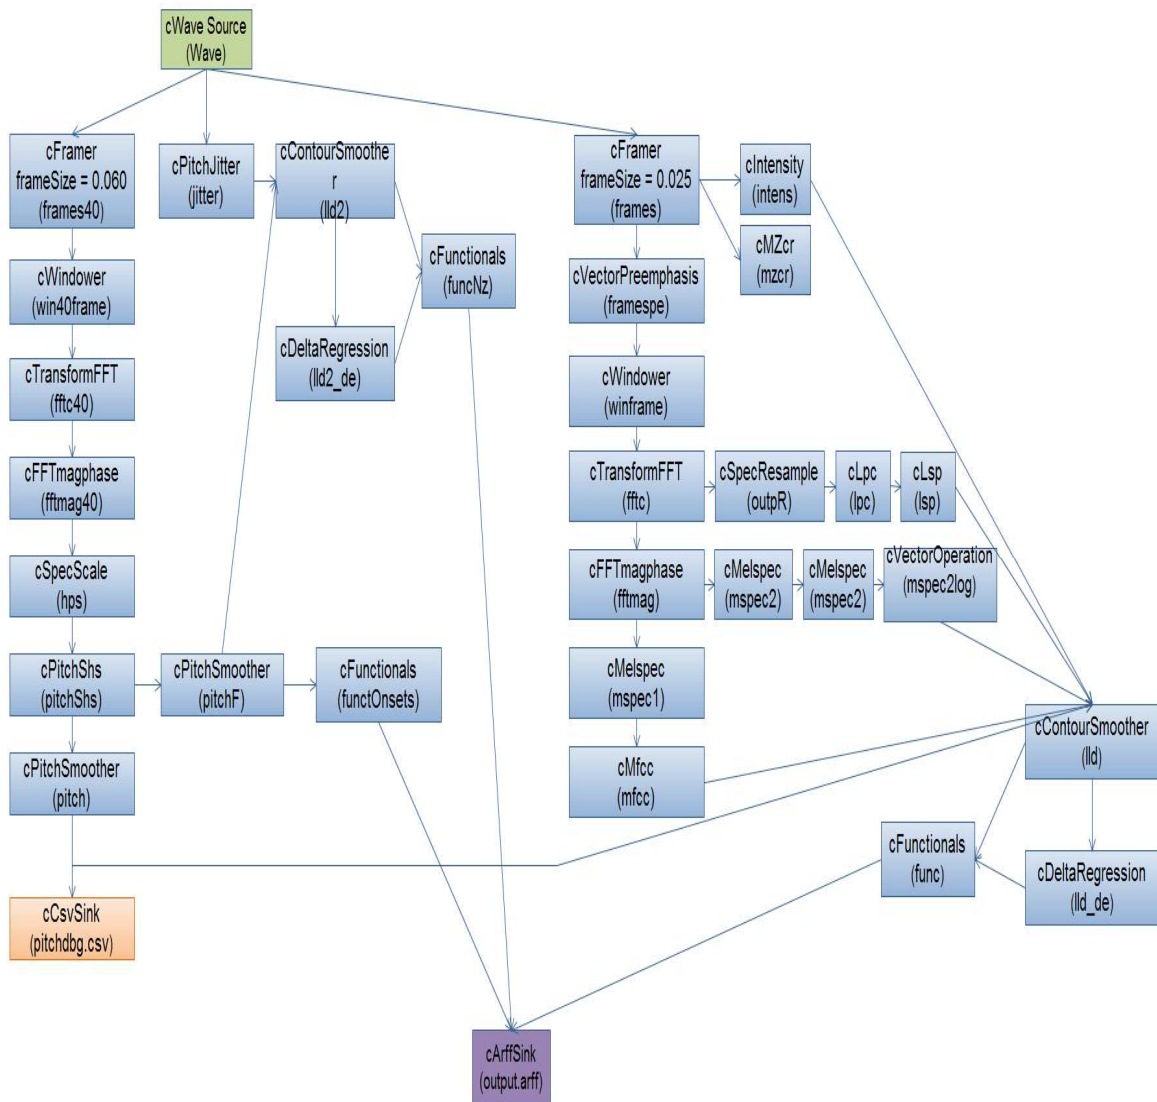 cWave Source
(Wave)
cFramer
frameSize = 0.060
(frames40)
cPitchJitter
(jitter)
cContourSmoothe
r
(lld2)
cFramer
frameSize = 0.025
(frames)
cIntensity
(intens)
cMZcr
(mzcr)
cWindower
(win40frame)
cFunctionals
(funcNz)
cVectorPreemphasis
(framespe)
cDeltaRegression
(lld2_de)
cTransformFFT
(fftc40)
cWindower
(winframe)
cFFTmagphase
(fftmag40)
cTransformFFT
(fftc)
cSpecResample
(outpR)
cLpc
(lpc)
cLsp
(lsp)
cSpecScale
(hps)
cFFTmagphase
(fftmag)
cMelspec
(mspec2)
cMelspec
(mspec2)
cVectorOperation
(mspec2log)
cPitchShs
(pitchShs)
cPitchSmoother
(pitchF)
cFunctionals
(functOnsets)
cMelspec
(mspec1)
cContourSmoother
(lld)
cPitchSmoother
(pitch)
cMfcc
(mfcc)
cFunctionals
(func)
cDeltaRegression
(lld_de)
cCsvSink
(pitchdbg.csv)
cArffSink
(output.arff)